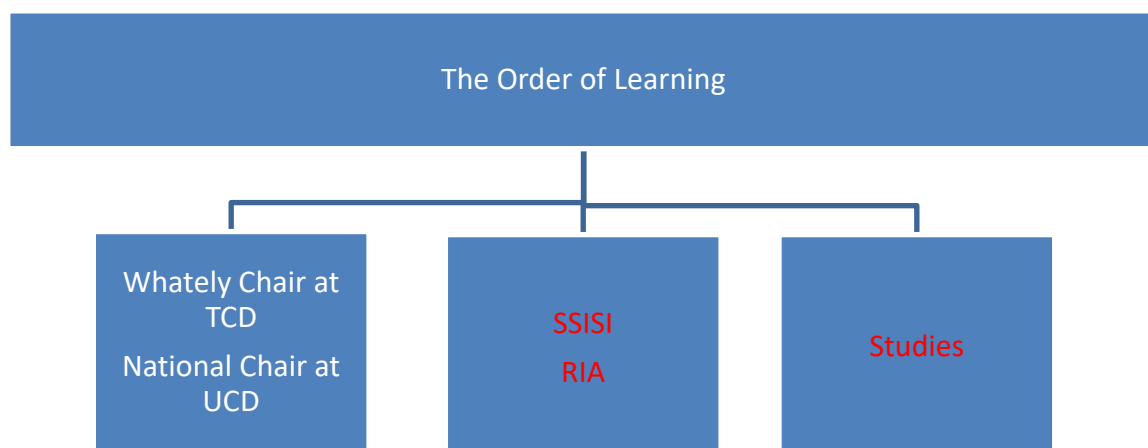 The Order of Learning
Whately Chair at
TCD
National Chair at
UCD
SSISI
RIA
Studies